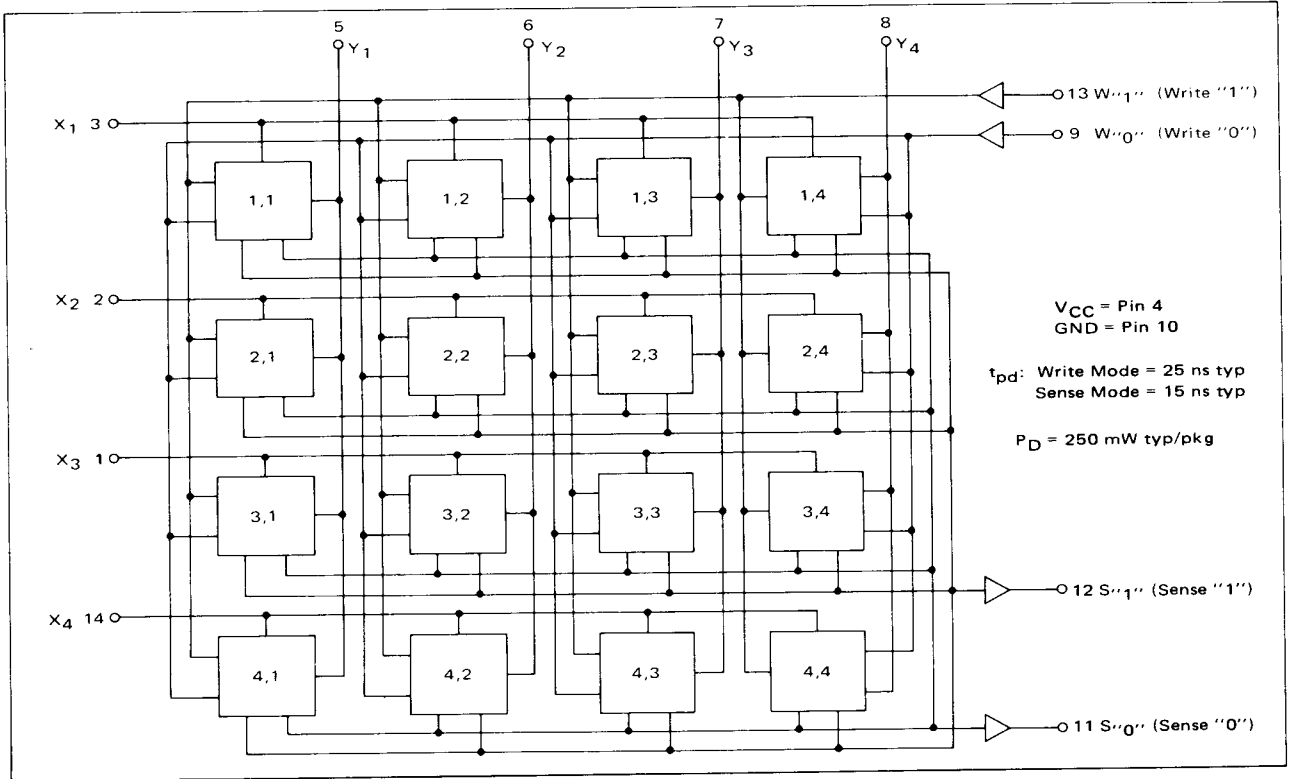 5 6 7 8
Y1 Y2 Y3 Y4
13 W"1" (Write "1")
X1 3
9 W"0" (Write "0")
1,1 1,2 1,3 1,4
X2 2
VCC = Pin 4
GND = Pin 10
2,1 2,2 2,3 2,4
tpd: Write Mode = 25 ns typ
Sense Mode = 15 ns typ
PD = 250 mW typ/pkg
X3 1
3,1 3,2 3,3 3,4
12 S"1" (Sense "1")
X4 14
4,1 4,2 4,3 4,4
11 S"0" (Sense "0")